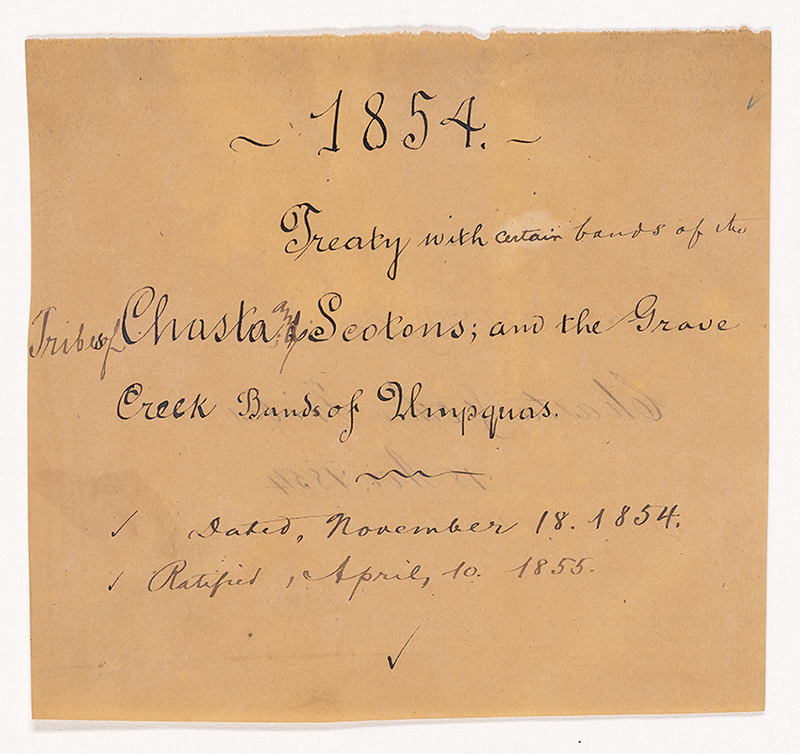 ~ 1854. ~
Treaty with certain bands of the
Tribes of Chasta and Scotons; and the Grave
Creek Bands of Umpquas.
✓ Dated, November 18. 1854.
✓ Ratified, April, 10. 1855.
✓